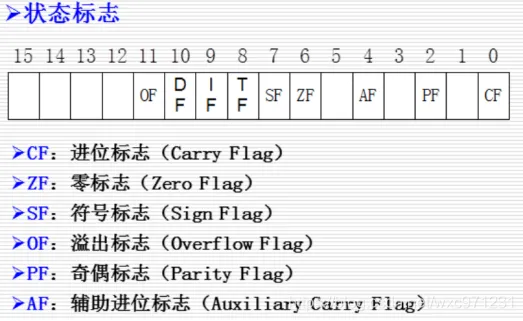 ➢状态标志
15 14 13 12 11 10 9 8 7 6 5 4 3 2 1 0
OF DF IF TF SF ZF AF PF CF
➢CF：进位标志（Carry Flag）
➢ZF：零标志（Zero Flag）
➢SF：符号标志（Sign Flag）
➢OF：溢出标志（Overflow Flag）
➢PF：奇偶标志（Parity Flag）
➢AF：辅助进位标志（Auxiliary Carry Flag）